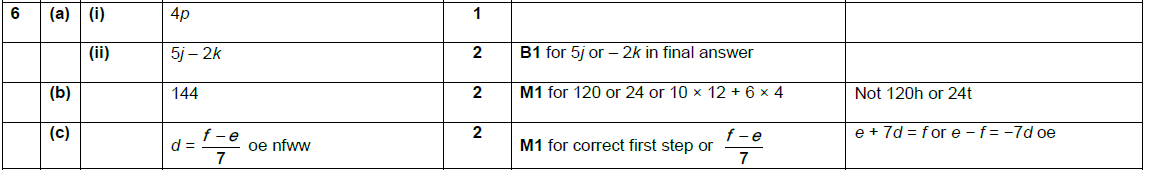 6 (a) (i) 4p 1
(ii) 5j – 2k 2 B1 for 5j or – 2k in final answer
(b) 144 2 M1 for 120 or 24 or 10 × 12 + 6 × 4 Not 120h or 24t
(c) d = (f – e)/7 oe nfww 2 M1 for correct first step or (f – e)/7 e + 7d = f or e – f = –7d oe